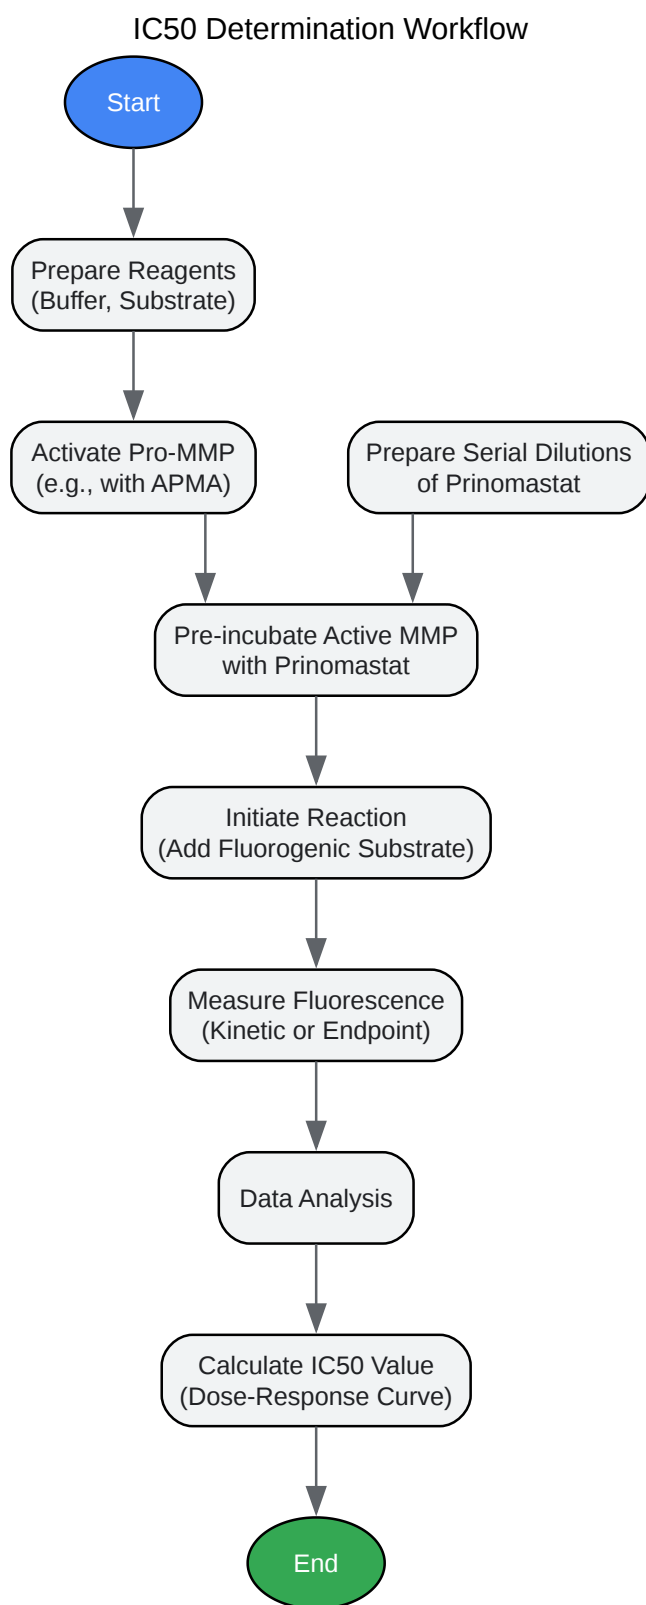 IC50 Determination Workflow
Start
Prepare Reagents
(Buffer, Substrate)
Activate Pro-MMP
(e.g., with APMA)
Prepare Serial Dilutions
of Prinomastat
Pre-incubate Active MMP
with Prinomastat
Initiate Reaction
(Add Fluorogenic Substrate)
Measure Fluorescence
(Kinetic or Endpoint)
Data Analysis
Calculate IC50 Value
(Dose-Response Curve)
End